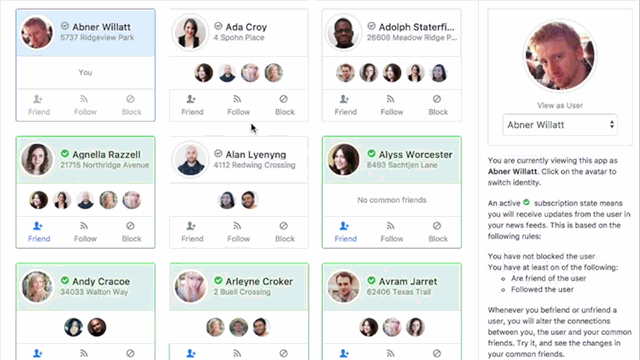 Abner Willatt
5737 Ridgeview Park
You
Friend Follow Block
Ada Croy
4 Spohn Place
Friend Follow Block
Adolph Staterfi...
26608 Meadow Ridge P...
Friend Follow Block
Agnella Razzell
21715 Northridge Avenue
Friend Follow Block
Alan Lyenyng
4112 Redwing Crossing
Friend Follow Block
Alyss Worcester
8493 Sachtjen Lane
No common friends
Friend Follow Block
Andy Cracoe
34033 Walton Way
Arleyne Croker
2 Buell Crossing
Avram Jarret
62406 Texas Trail
View as User
Abner Willatt
You are currently viewing this app as
Abner Willatt. Click on the avatar to
switch identity.
An active subscription state means
you will receive updates from the user in
your news feeds. This is based on the
following rules:
You have not blocked the user
You have at least on of the following:
Are friend of the user
Followed the user
Whenever you befriend or unfriend a
user, you will alter the connections
between you, the user and your common
friends. Try it, and see the changes in
your common friends.